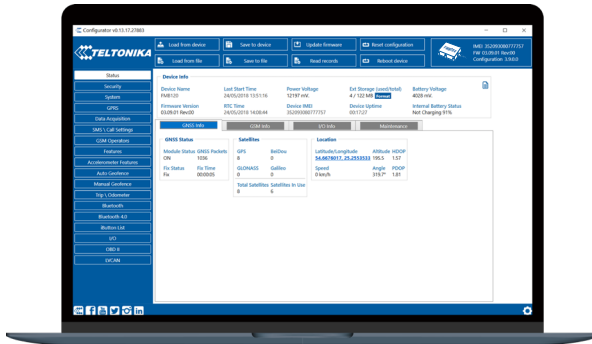 Configurator v0.13.17.27883
TELTONIKA
Load from device
Save to device
Update firmware
Reset configuration
Load from file
Save to file
Read records
Reboot device
IMEI 352093080777757
FW 03.09.01 Rev:00
Configuration 3.9.0.0
Status
Security
System
GPRS
Data Acquisition
SMS \ Call Settings
GSM Operators
Features
Accelerometer Features
Auto Geofence
Manual Geofence
Trip \ Odometer
Bluetooth
Bluetooth 4.0
iButton List
I/O
OBD II
LVCAN
Device Info
Device Name Last Start Time Power Voltage Ext Storage (used/total) Battery Voltage
FMB120 24/05/2018 13:51:16 12197 mV. 4 / 122 MB Format 4028 mV.
Firmware Version RTC Time Device IMEI Device Uptime Internal Battery Status
03.09.01 Rev:00 24/05/2018 14:08:44 352093080777757 00:17:27 Not Charging 91%
GNSS Info GSM Info I/O Info Maintenance
GNSS Status
Module Status GNSS Packets
ON 1036
Fix Status Fix Time
Fix 00:00:05
Satellites
GPS BeiDou
8 0
GLONASS Galileo
0 0
Total Satellites Satellites In Use
8 6
Location
Latitude/Longitude Altitude HDOP
54.6676017, 25.2553533 195.5 1.57
Speed Angle PDOP
0 km/h 319.7° 1.81